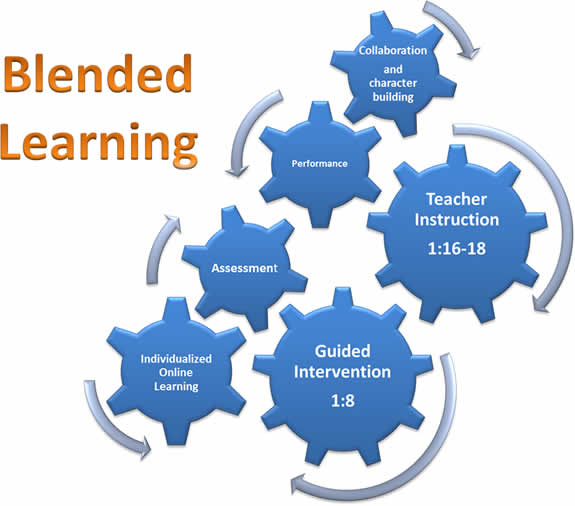 Blended
Learning
Collaboration
and
character
building
Performance
Teacher
Instruction
1:16-18
Assessment
Individualized
Online
Learning
Guided
Intervention
1:8